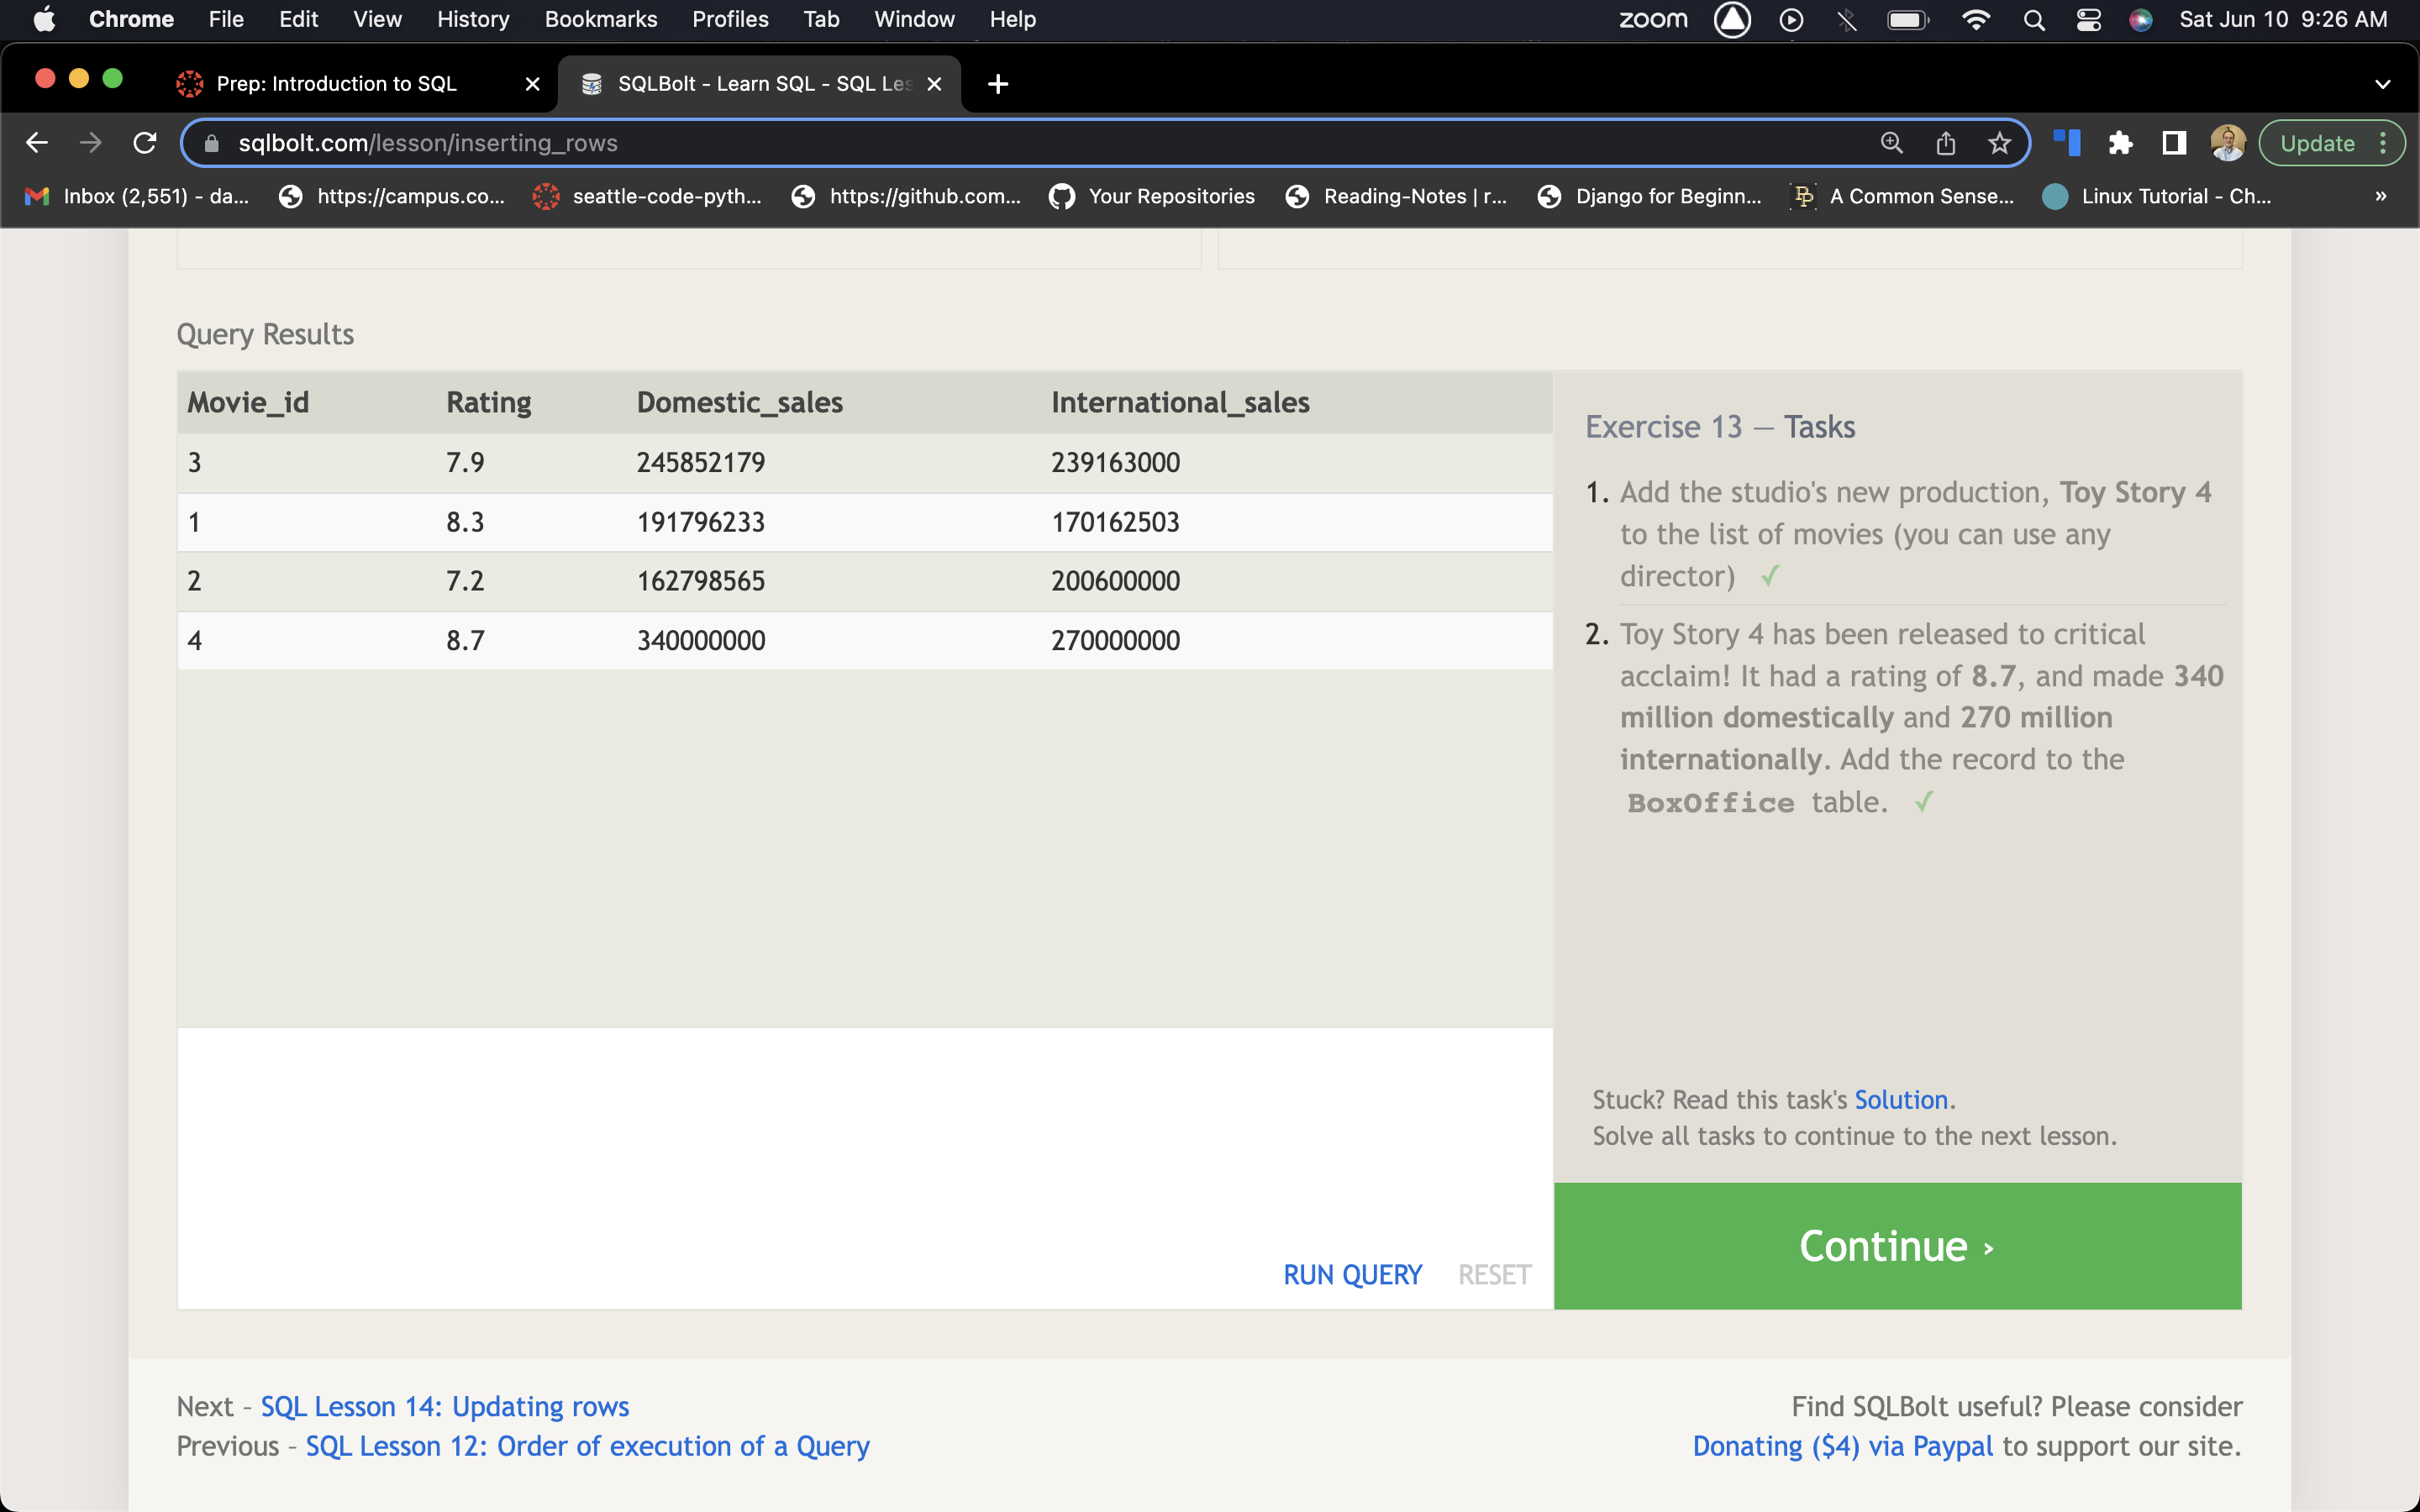 Chrome File Edit View History Bookmarks Profiles Tab Window Help zoom Sat Jun 10 9:26 AM
Prep: Introduction to SQL SQLBolt - Learn SQL - SQL Les
sqlbolt.com/lesson/inserting_rows Update
Inbox (2,551) - da... https://campus.co... seattle-code-pyth... https://github.com... Your Repositories Reading-Notes | r... Django for Beginn... A Common Sense... Linux Tutorial - Ch... »
Query Results
Movie_id Rating Domestic_sales International_sales
3 7.9 245852179 239163000
1 8.3 191796233 170162503
2 7.2 162798565 200600000
4 8.7 340000000 270000000
RUN QUERY RESET
Exercise 13 — Tasks
1. Add the studio's new production, Toy Story 4
to the list of movies (you can use any
director) ✓
2. Toy Story 4 has been released to critical
acclaim! It had a rating of 8.7, and made 340
million domestically and 270 million
internationally. Add the record to the
BoxOffice table. ✓
Stuck? Read this task's Solution.
Solve all tasks to continue to the next lesson.
Continue ›
Next – SQL Lesson 14: Updating rows
Previous – SQL Lesson 12: Order of execution of a Query
Find SQLBolt useful? Please consider
Donating ($4) via Paypal to support our site.